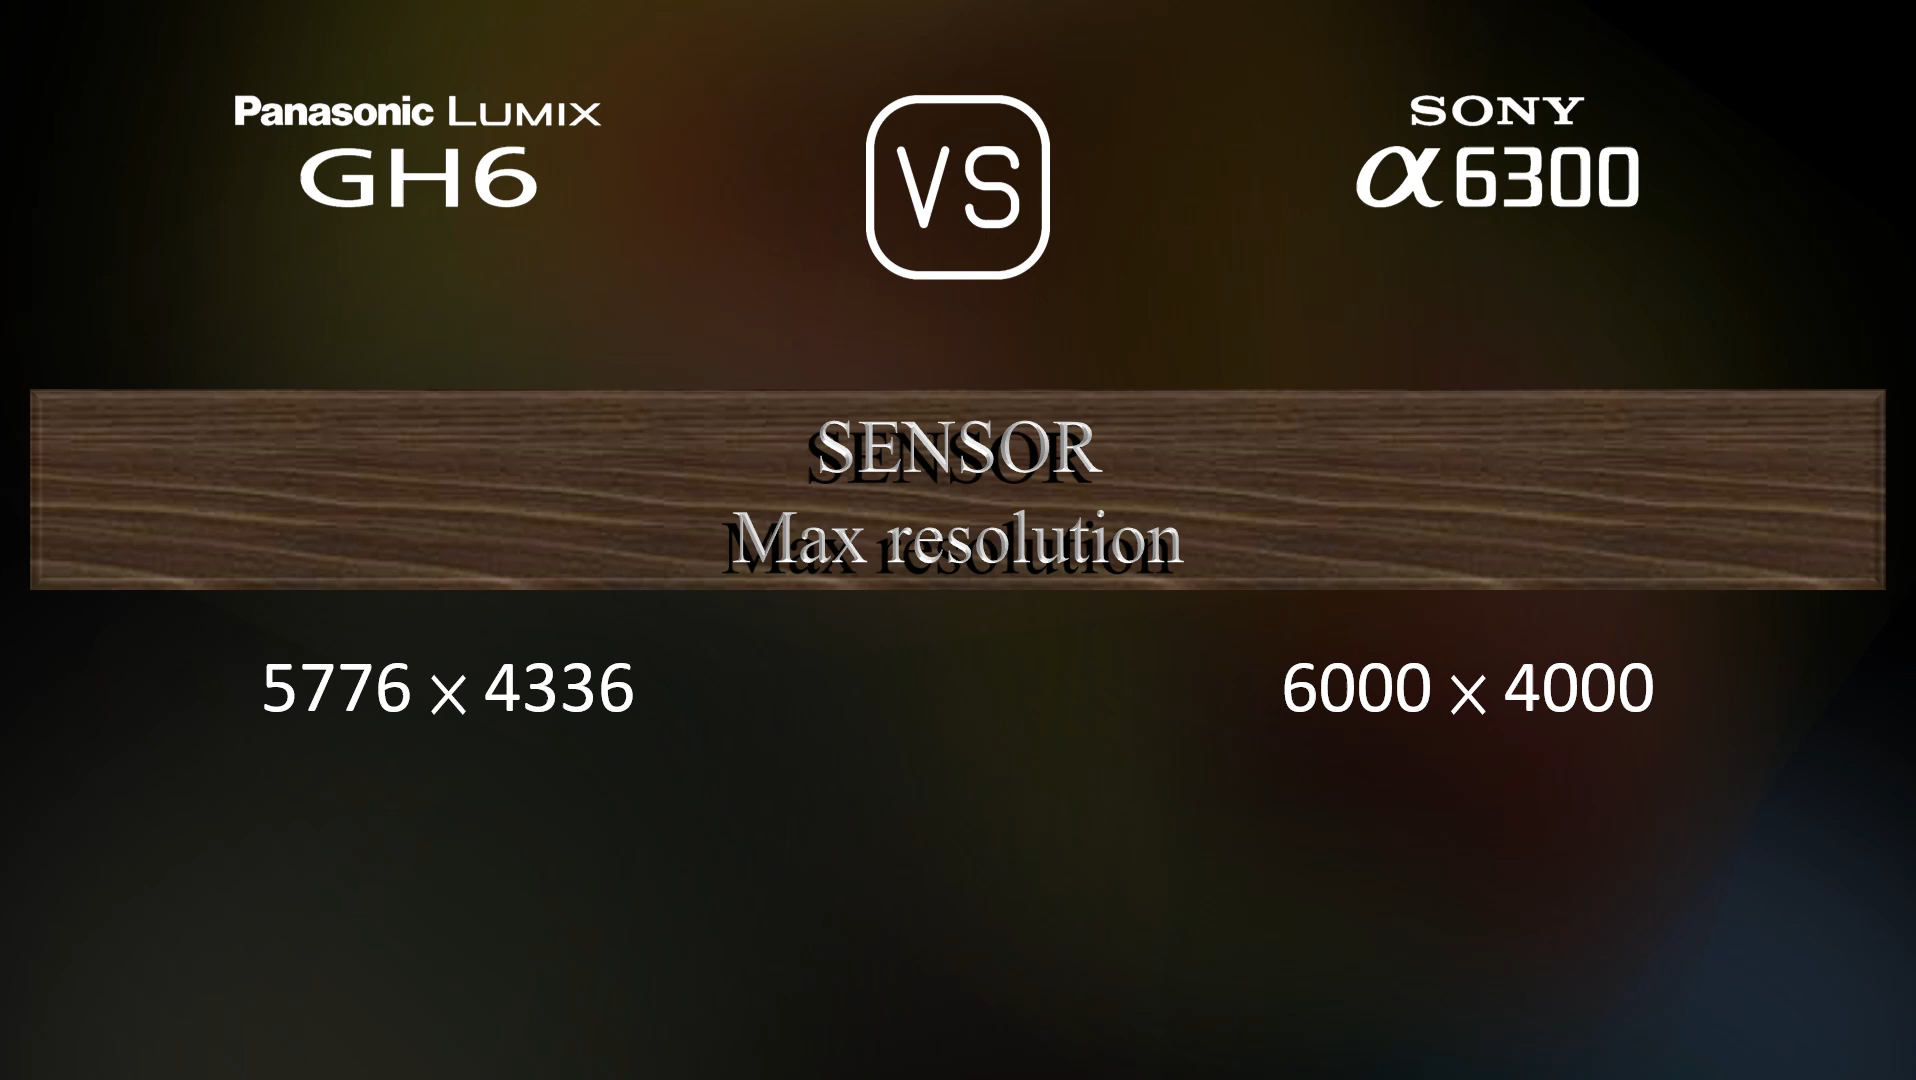 Panasonic LUMIX
GH6
VS
SONY
α6300
SENSOR
Max resolution
5776 x 4336
6000 x 4000